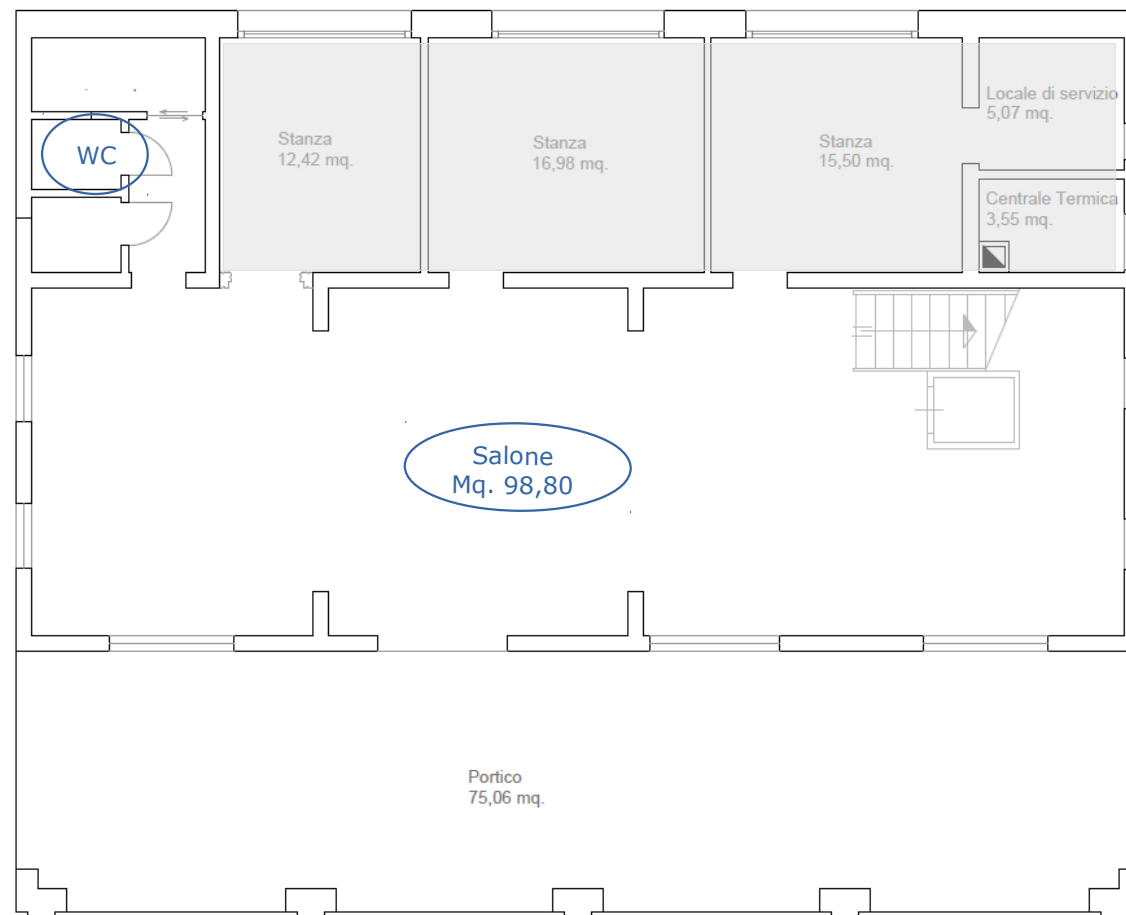 Locale di servizio
5,07 mq.
Stanza
12,42 mq.
Stanza
16,98 mq.
Stanza
15,50 mq.
WC
Centrale Termica
3,55 mq.
Salone
Mq. 98,80
Portico
75,06 mq.